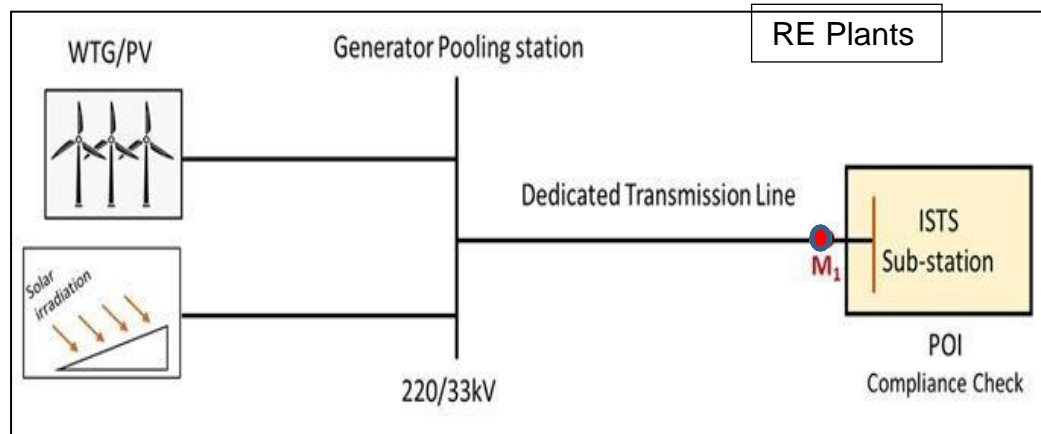 RE Plants
WTG/PV
Generator Pooling station
Solar
irradiation
Dedicated Transmission Line
M1
ISTS
Sub-station
220/33kV
POI
Compliance Check